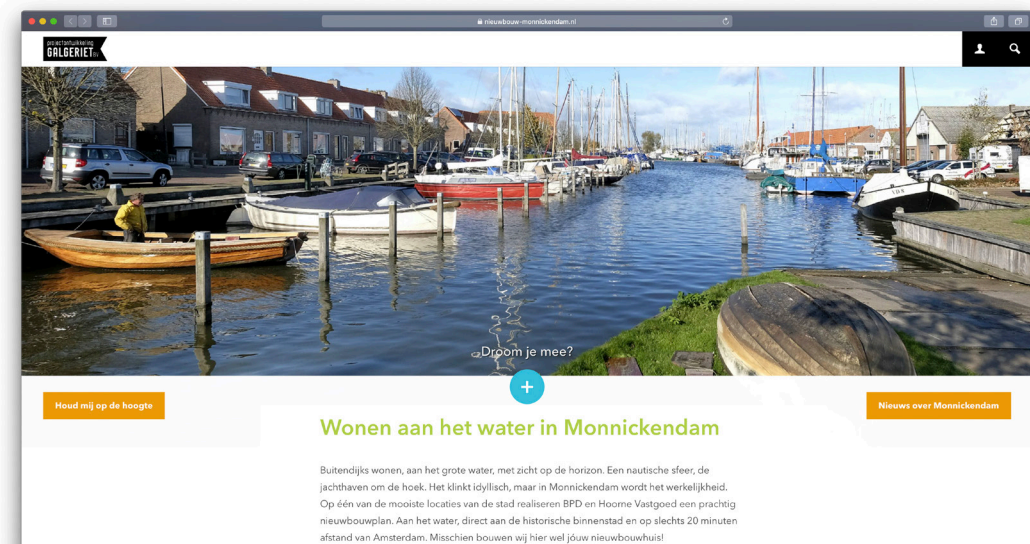 nieuwbouw-monnickendam.nl
projectontwikkeling
GALGERIET BV
Droom je mee?
Houd mij op de hoogte
Nieuws over Monnickendam
Wonen aan het water in Monnickendam
Buitendijks wonen, aan het grote water, met zicht op de horizon. Een nautische sfeer, de
jachthaven om de hoek. Het klinkt idyllisch, maar in Monnickendam wordt het werkelijkheid.
Op één van de mooiste locaties van de stad realiseren BPD en Hoorne Vastgoed een prachtig
nieuwbouwplan. Aan het water, direct aan de historische binnenstad en op slechts 20 minuten
afstand van Amsterdam. Misschien bouwen wij hier wel jóuw nieuwbouwhuis!